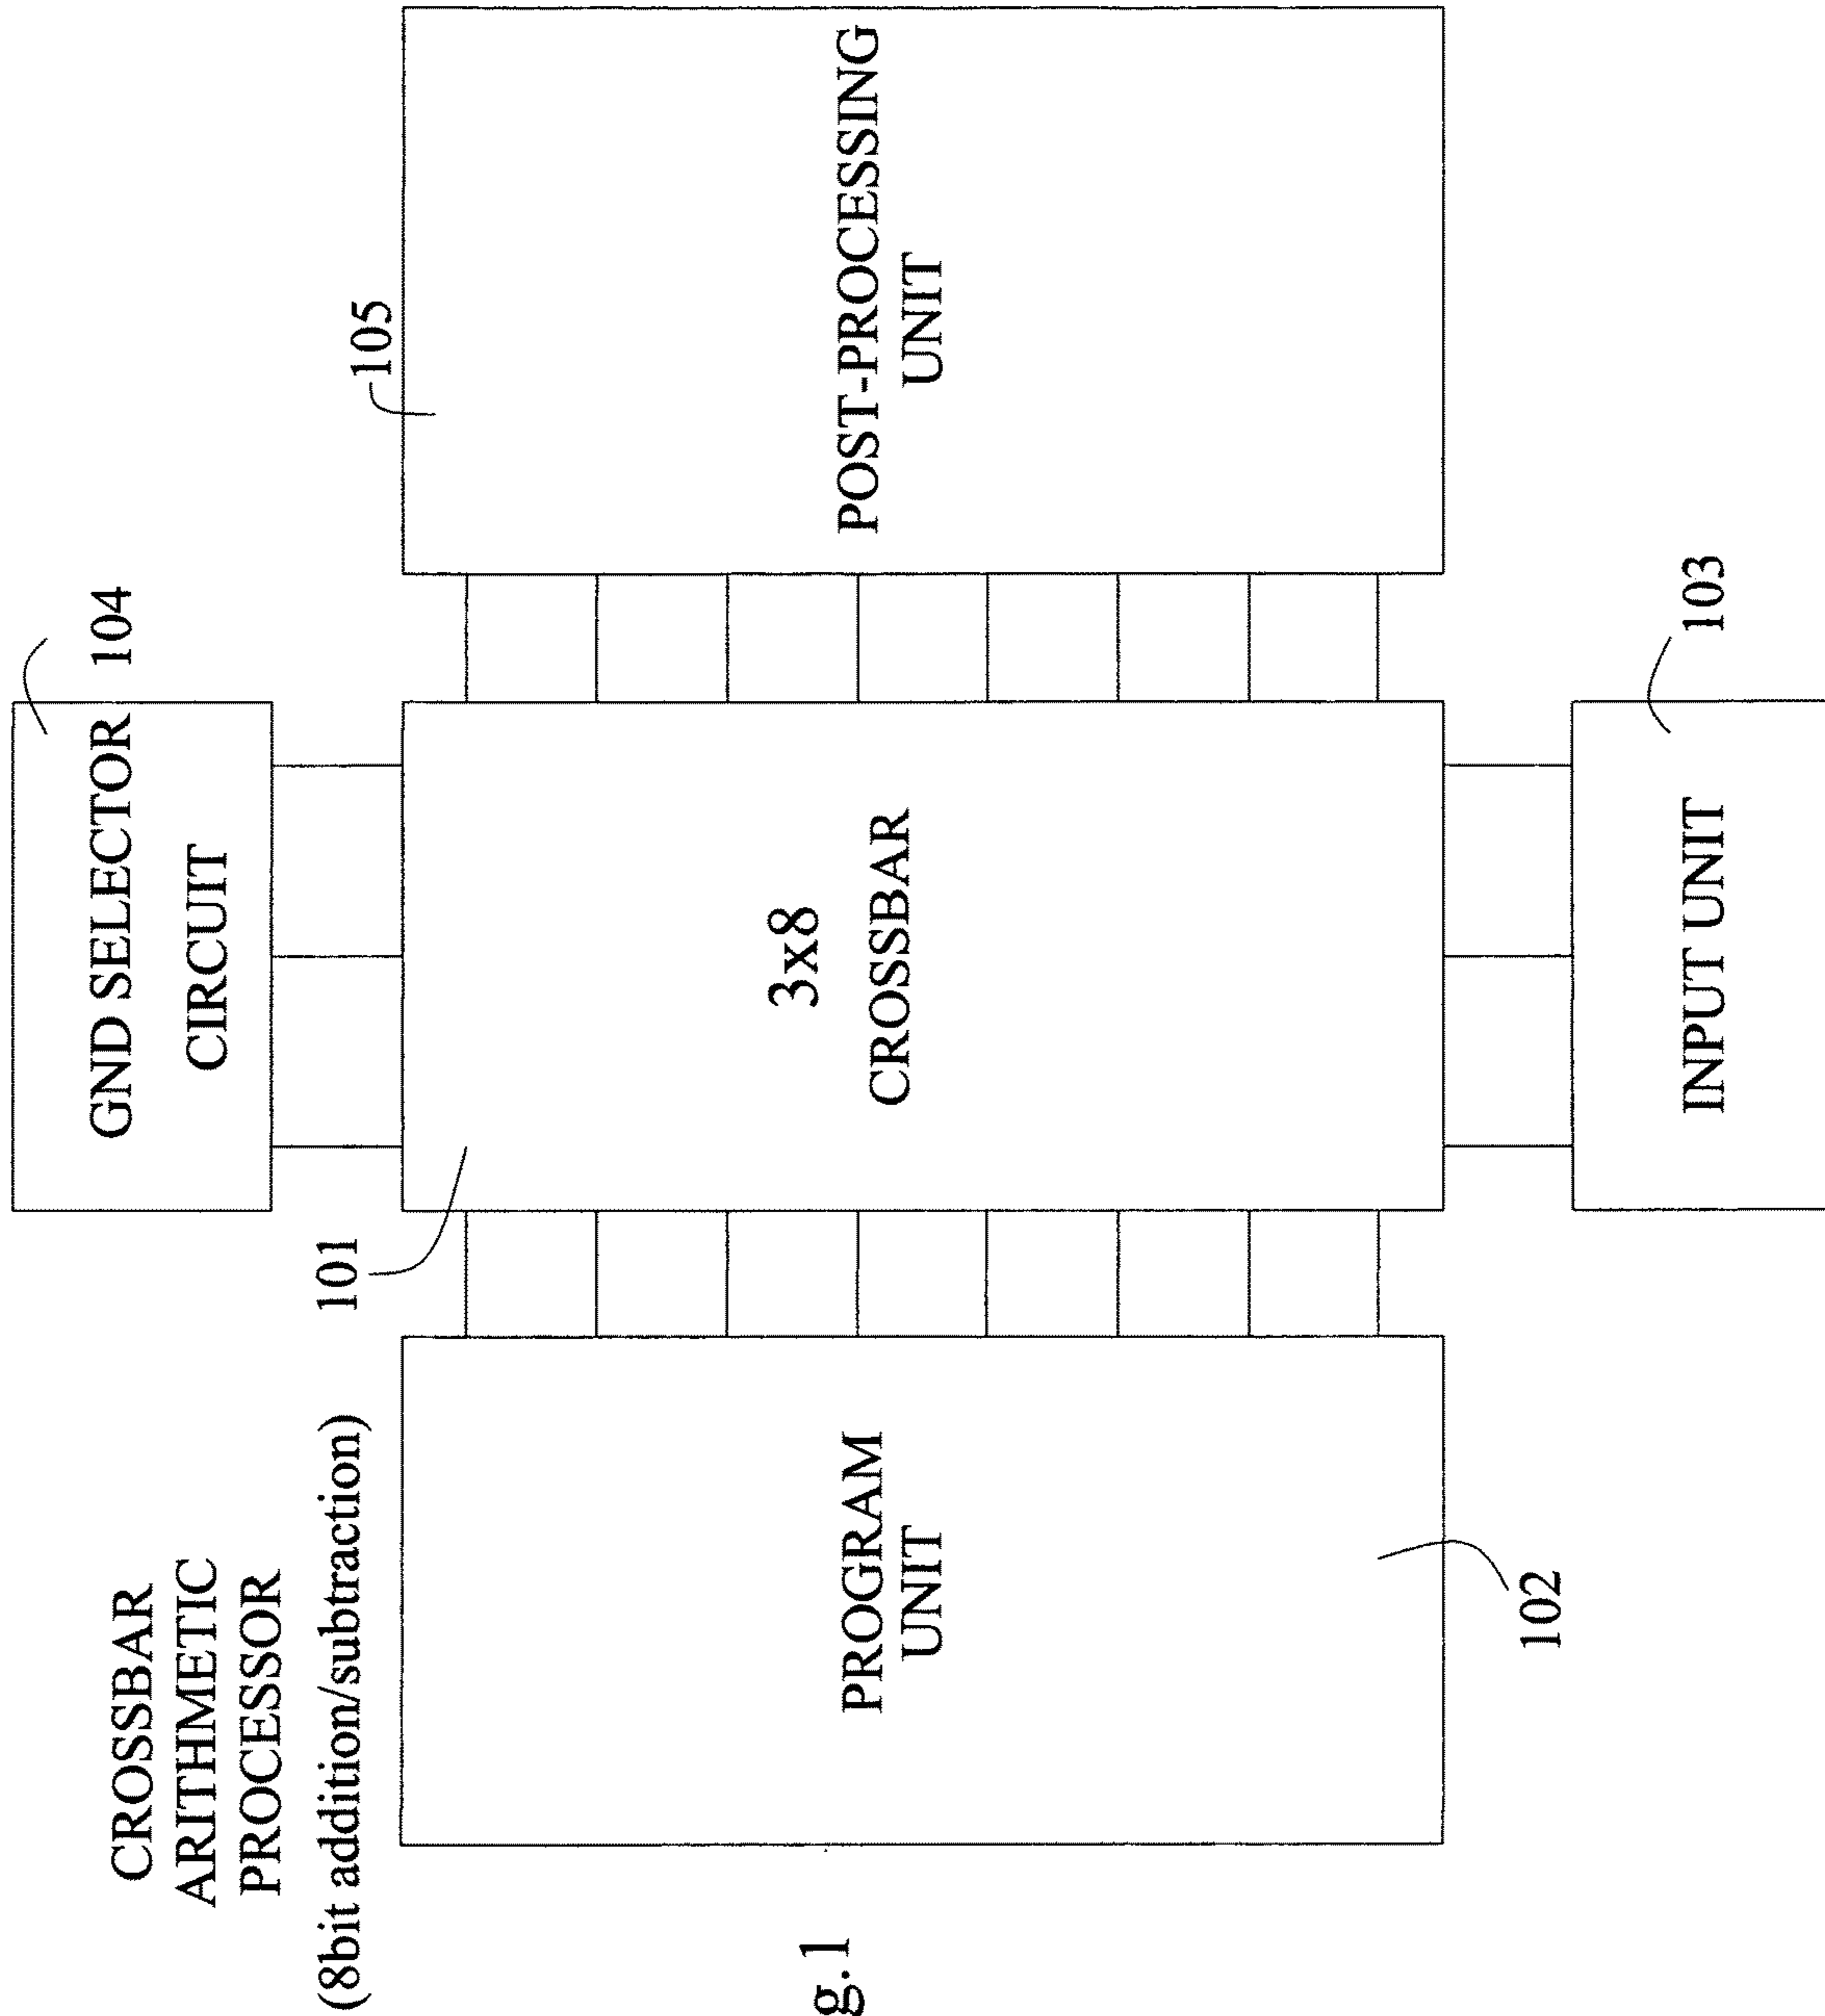 CROSSBAR
ARITHMETIC
PROCESSOR
(8bit addition/subtraction)
GND SELECTOR
CIRCUIT
104
101
105
PROGRAM
UNIT
3x8
CROSSBAR
POST-PROCESSING
UNIT
102
INPUT UNIT
103
g.1